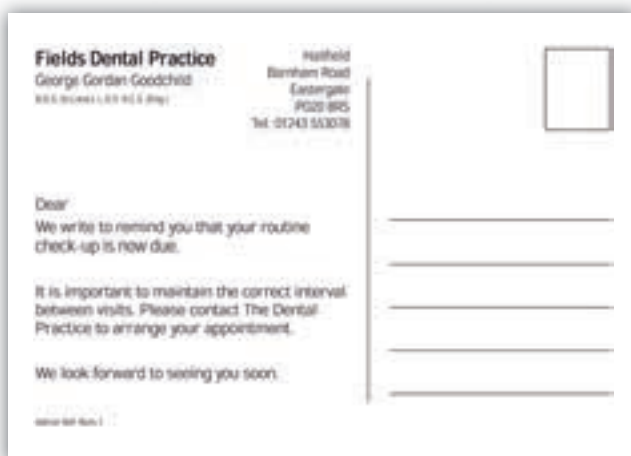 Fields Dental Practice
George Gordan Goodchild
Hatfield
Barnham Road
Eastergate
PO20 8RS
Tel: 01243 553078
Dear
We write to remind you that your routine
check-up is now due.
It is important to maintain the correct interval
between visits. Please contact The Dental
Practice to arrange your appointment.
We look forward to seeing you soon.